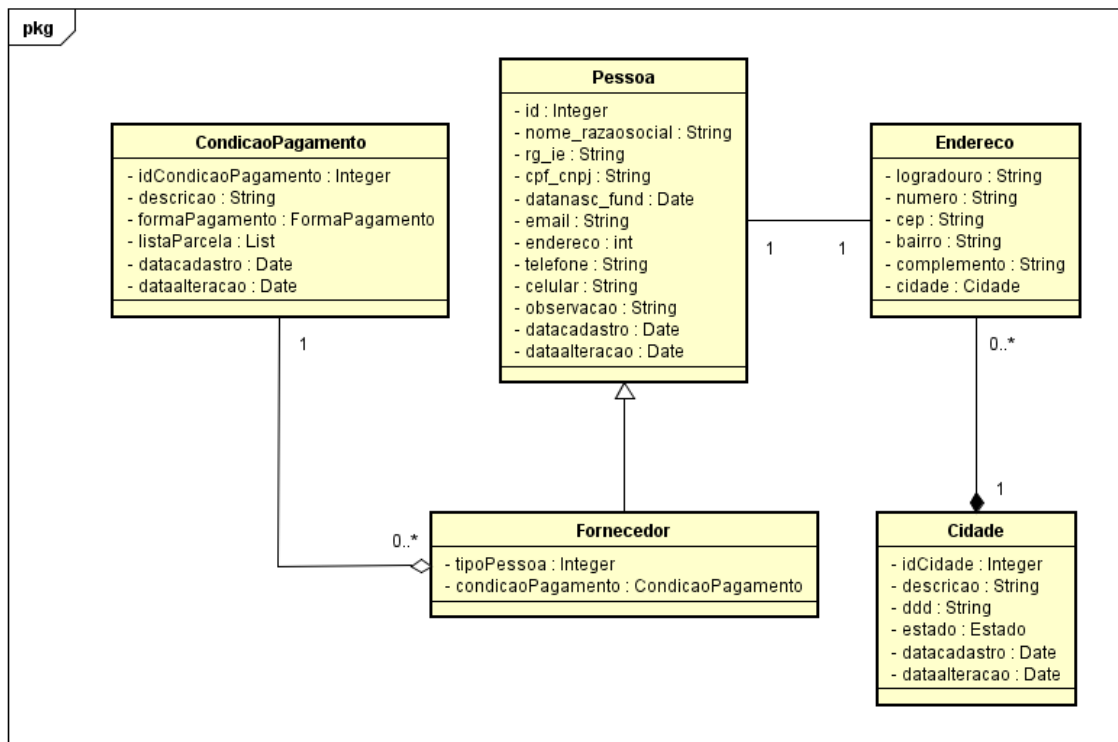 pkg
CondicaoPagamento
- idCondicaoPagamento : Integer
- descricao : String
- formaPagamento : FormaPagamento
- listaParcela : List
- datacadastro : Date
- dataalteracao : Date
1
Pessoa
- id : Integer
- nome_razaosocial : String
- rg_ie : String
- cpf_cnpj : String
- datanasc_fund : Date
- email : String
- endereco : int
- telefone : String
- celular : String
- observacao : String
- datacadastro : Date
- dataalteracao : Date
1
1
Endereco
- logradouro : String
- numero : String
- cep : String
- bairro : String
- complemento : String
- cidade : Cidade
0..*
1
0..*
Fornecedor
- tipoPessoa : Integer
- condicaoPagamento : CondicaoPagamento
Cidade
- idCidade : Integer
- descricao : String
- ddd : String
- estado : Estado
- datacadastro : Date
- dataalteracao : Date